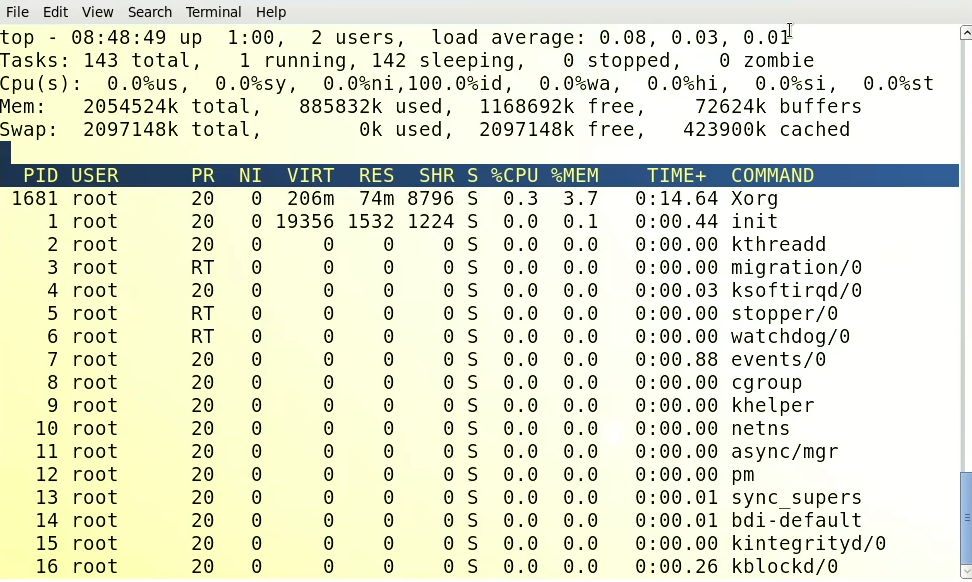 File Edit View Search Terminal Help
top - 08:48:49 up  1:00,  2 users,  load average: 0.08, 0.03, 0.01
Tasks: 143 total,   1 running, 142 sleeping,   0 stopped,   0 zombie
Cpu(s):  0.0%us,  0.0%sy,  0.0%ni,100.0%id,  0.0%wa,  0.0%hi,  0.0%si,  0.0%st
Mem:   2054524k total,   885832k used,  1168692k free,    72624k buffers
Swap:  2097148k total,        0k used,  2097148k free,   423900k cached
  PID USER      PR  NI  VIRT  RES  SHR S %CPU %MEM    TIME+  COMMAND
 1681 root      20   0  206m  74m 8796 S  0.3  3.7   0:14.64 Xorg
    1 root      20   0 19356 1532 1224 S  0.0  0.1   0:00.44 init
    2 root      20   0     0    0    0 S  0.0  0.0   0:00.00 kthreadd
    3 root      RT   0     0    0    0 S  0.0  0.0   0:00.00 migration/0
    4 root      20   0     0    0    0 S  0.0  0.0   0:00.03 ksoftirqd/0
    5 root      RT   0     0    0    0 S  0.0  0.0   0:00.00 stopper/0
    6 root      RT   0     0    0    0 S  0.0  0.0   0:00.00 watchdog/0
    7 root      20   0     0    0    0 S  0.0  0.0   0:00.88 events/0
    8 root      20   0     0    0    0 S  0.0  0.0   0:00.00 cgroup
    9 root      20   0     0    0    0 S  0.0  0.0   0:00.00 khelper
   10 root      20   0     0    0    0 S  0.0  0.0   0:00.00 netns
   11 root      20   0     0    0    0 S  0.0  0.0   0:00.00 async/mgr
   12 root      20   0     0    0    0 S  0.0  0.0   0:00.00 pm
   13 root      20   0     0    0    0 S  0.0  0.0   0:00.01 sync_supers
   14 root      20   0     0    0    0 S  0.0  0.0   0:00.01 bdi-default
   15 root      20   0     0    0    0 S  0.0  0.0   0:00.00 kintegrityd/0
   16 root      20   0     0    0    0 S  0.0  0.0   0:00.26 kblockd/0